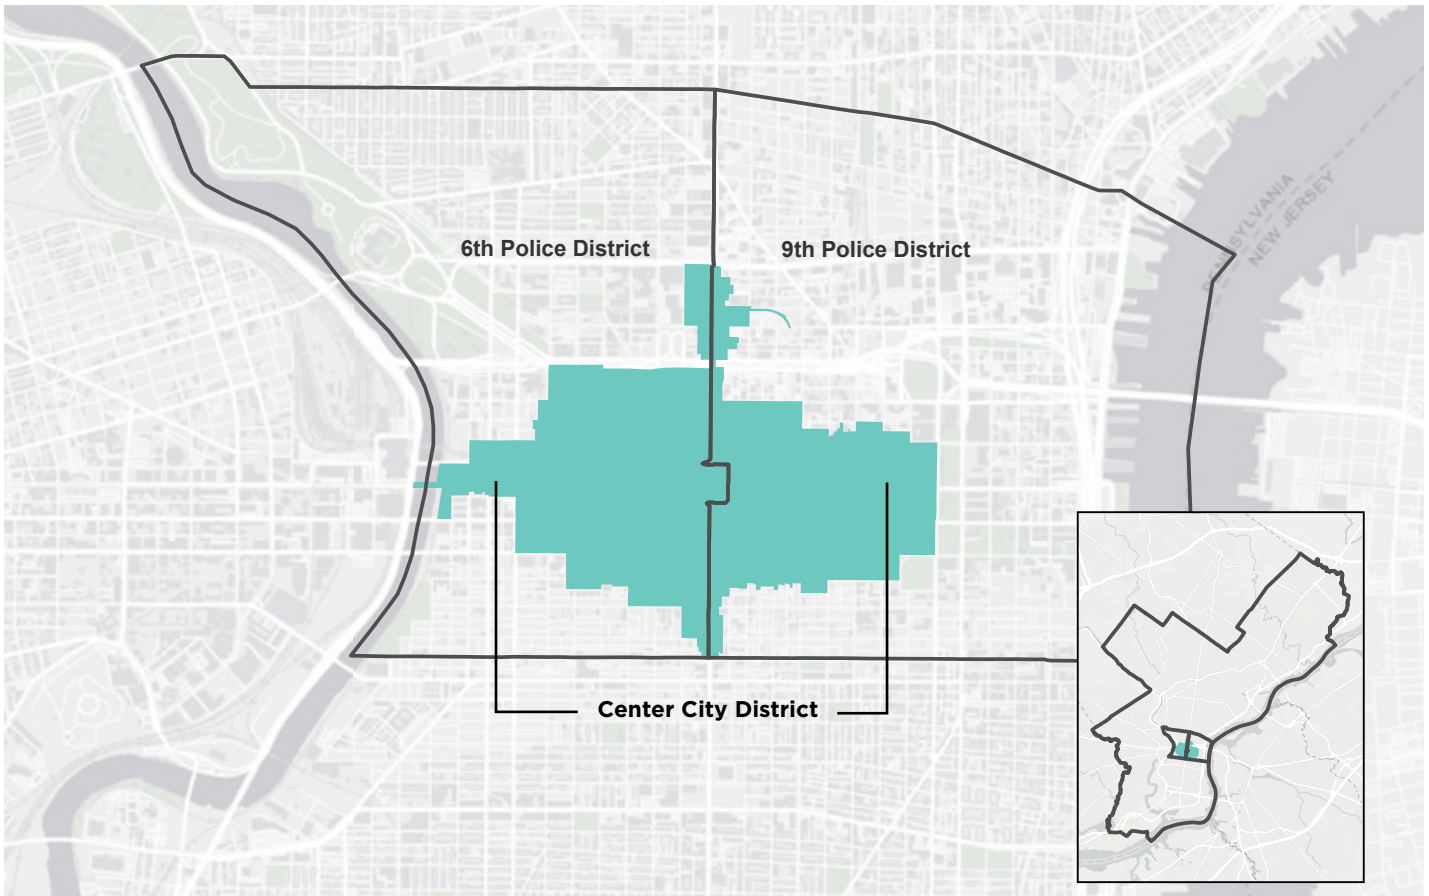 PENNSYLVANIA
NEW JERSEY
6th Police District
9th Police District
Center City District